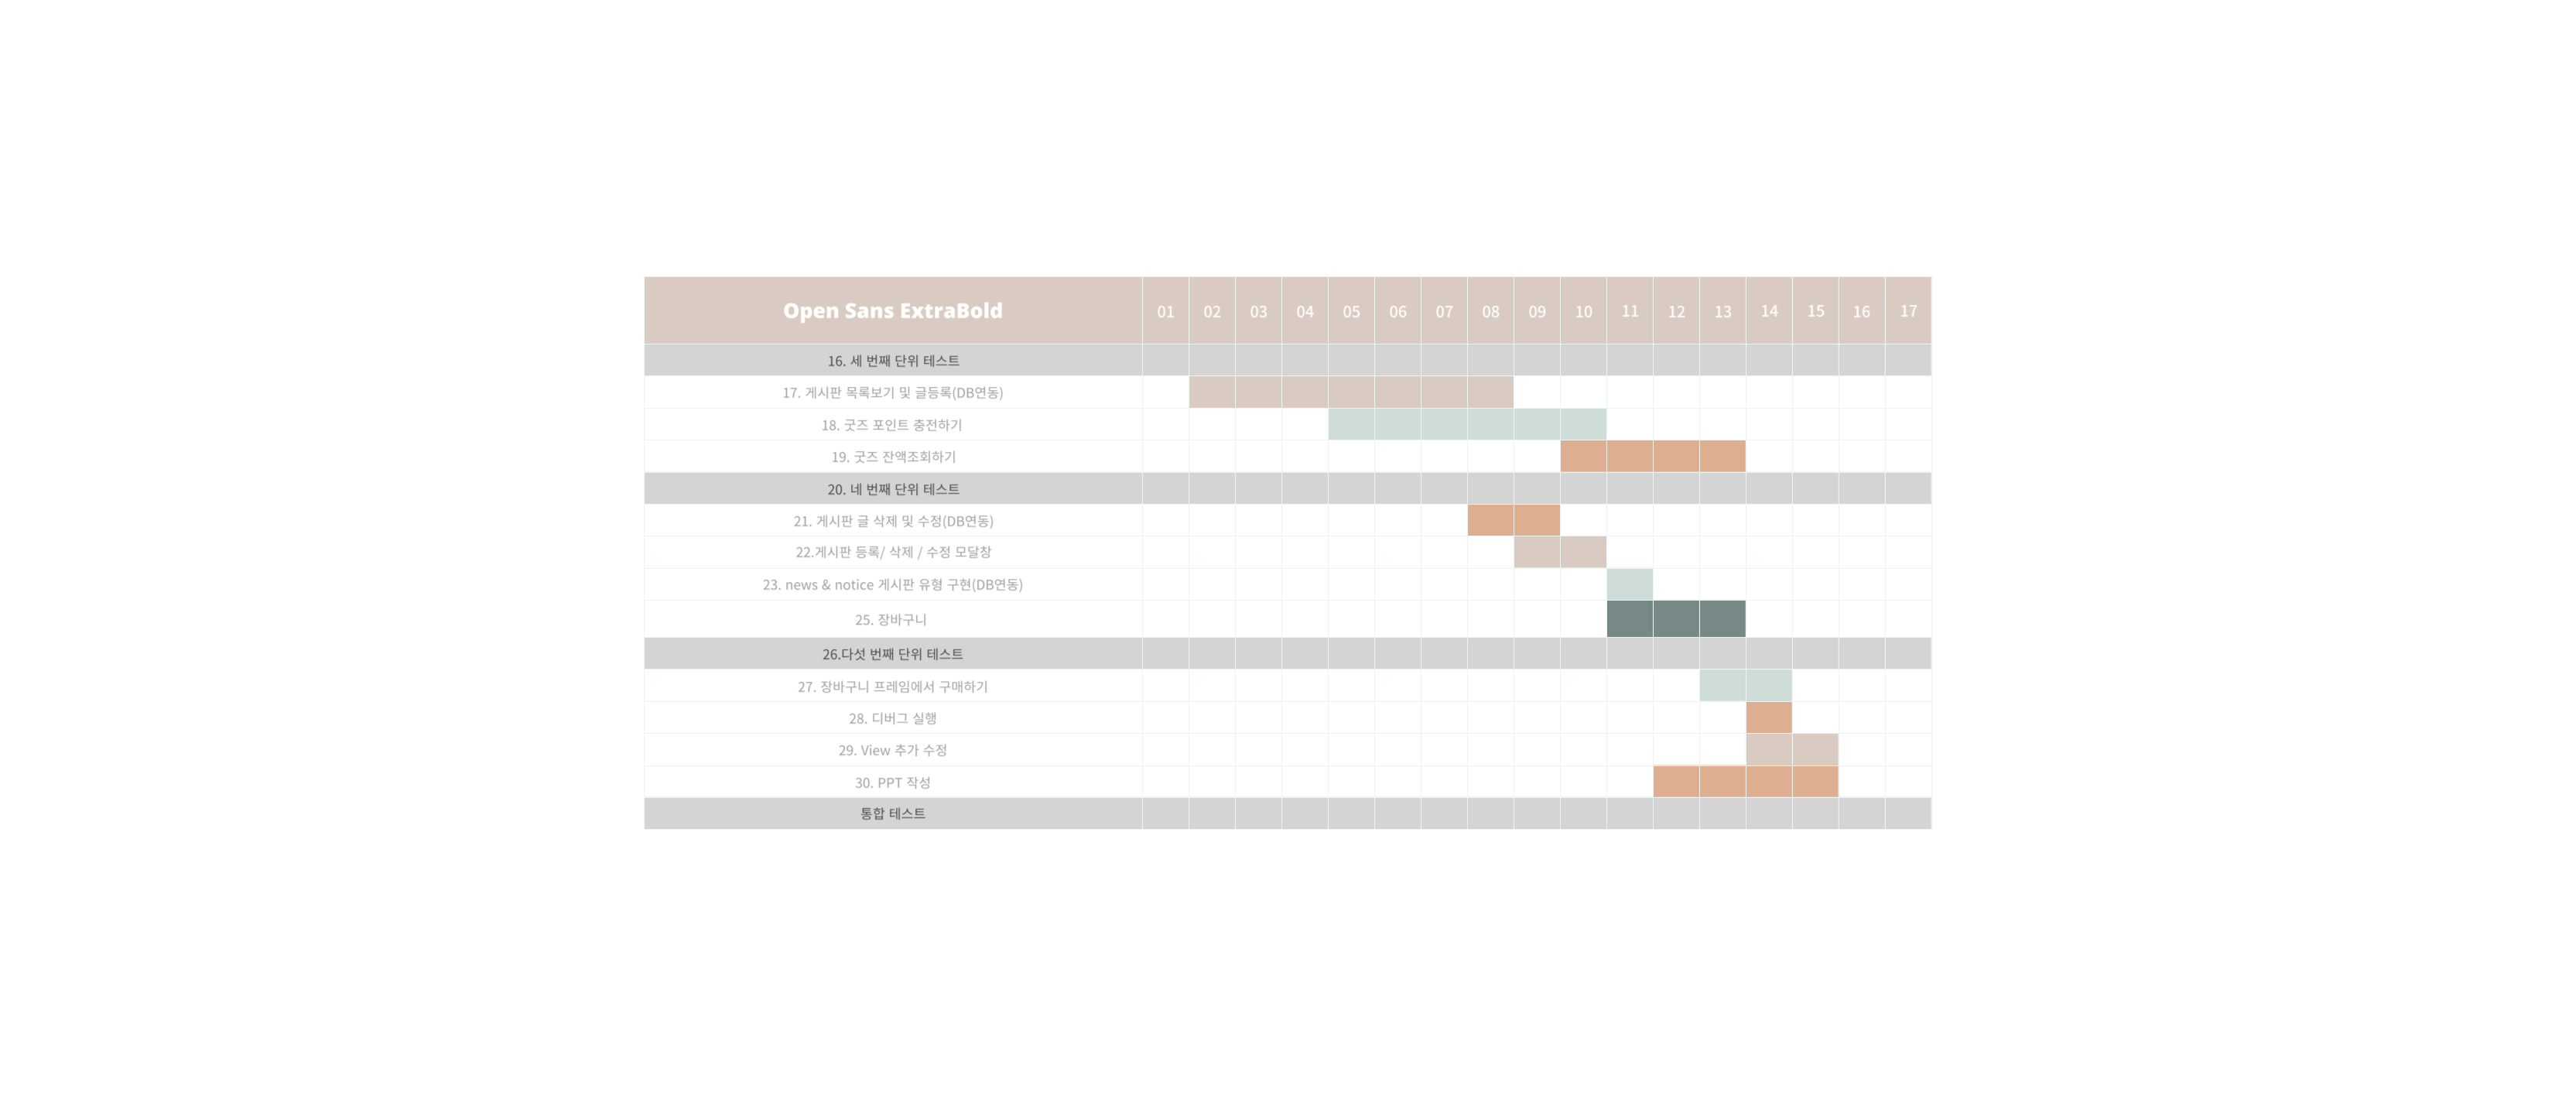 Open Sans ExtraBold 01 02 03 04 05 06 07 08 09 10 11 12 13 14 15 16 17
16. 세 번째 단위 테스트
17. 게시판 목록보기 및 글등록(DB연동)
18. 굿즈 포인트 충전하기
19. 굿즈 잔액조회하기
20. 네 번째 단위 테스트
21. 게시판 글 삭제 및 수정(DB연동)
22.게시판 등록/ 삭제 / 수정 모달창
23. news & notice 게시판 유형 구현(DB연동)
25. 장바구니
26.다섯 번째 단위 테스트
27. 장바구니 프레임에서 구매하기
28. 디버그 실행
29. View 추가 수정
30. PPT 작성
통합 테스트